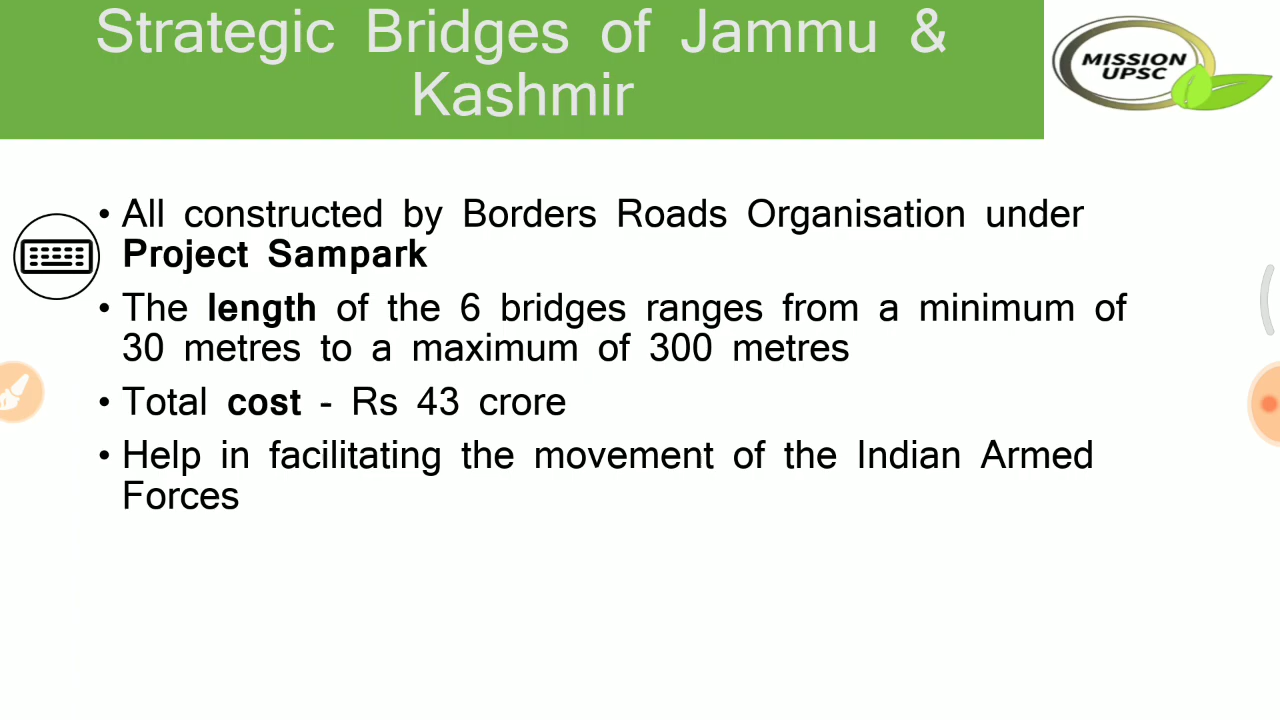 Strategic Bridges of Jammu &
Kashmir
MISSION
UPSC
• All constructed by Borders Roads Organisation under
Project Sampark
• The length of the 6 bridges ranges from a minimum of
30 metres to a maximum of 300 metres
• Total cost - Rs 43 crore
• Help in facilitating the movement of the Indian Armed
Forces